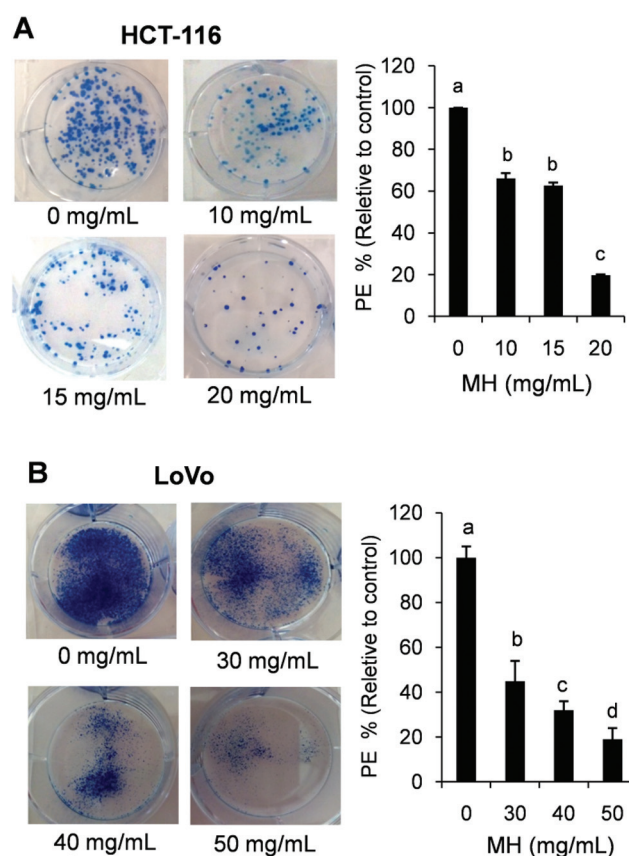 A HCT-116
0 mg/mL
10 mg/mL
15 mg/mL
20 mg/mL
PE % (Reletive to control)
120
100
80
60
40
20
0
a
b
b
c
0 10 15 20
MH (mg/mL)
B LoVo
0 mg/mL
30 mg/mL
40 mg/mL
50 mg/mL
PE % (Reletive to control)
120
100
80
60
40
20
0
a
b
c
d
0 30 40 50
MH (mg/mL)